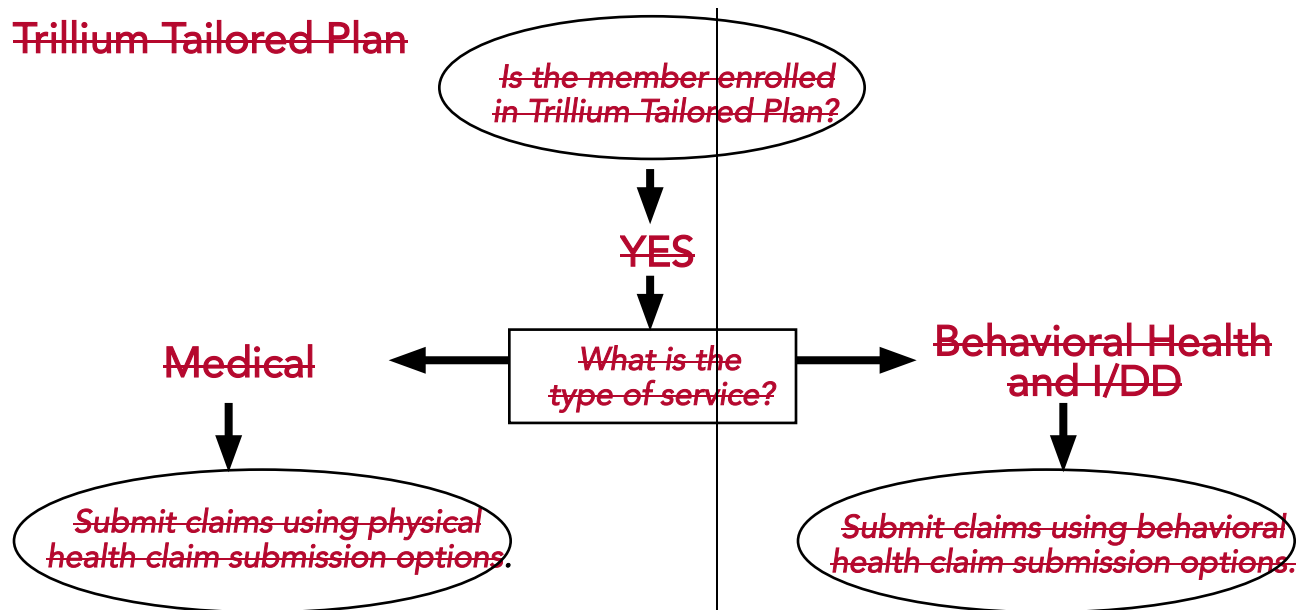 Trillium Tailored Plan
Is the member enrolled
in Trillium Tailored Plan?
YES
What is the
type of service?
Medical
Behavioral Health
and I/DD
Submit claims using physical
health claim submission options.
Submit claims using behavioral
health claim submission options.